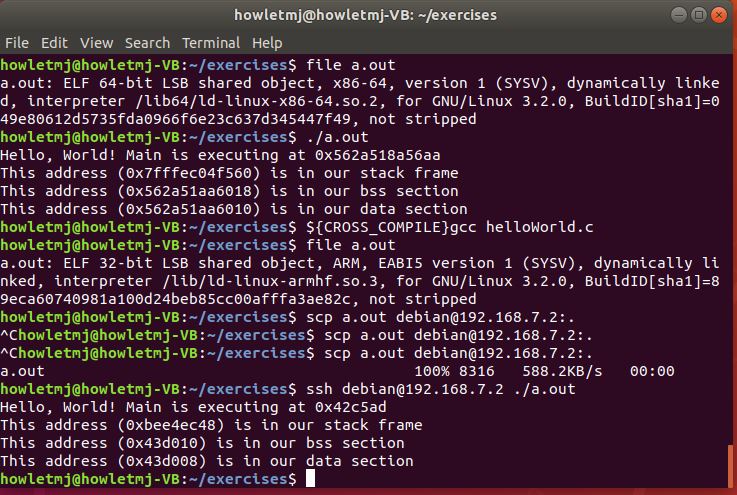 howletmj@howletmj-VB: ~/exercises
File Edit View Search Terminal Help
howletmj@howletmj-VB:~/exercises$ file a.out
a.out: ELF 64-bit LSB shared object, x86-64, version 1 (SYSV), dynamically linke
d, interpreter /lib64/ld-linux-x86-64.so.2, for GNU/Linux 3.2.0, BuildID[sha1]=0
49e80612d5735fda0966f6e23c637d345447f49, not stripped
howletmj@howletmj-VB:~/exercises$ ./a.out
Hello, World! Main is executing at 0x562a518a56aa
This address (0x7fffec04f560) is in our stack frame
This address (0x562a51aa6018) is in our bss section
This address (0x562a51aa6010) is in our data section
howletmj@howletmj-VB:~/exercises$ ${CROSS_COMPILE}gcc helloWorld.c
howletmj@howletmj-VB:~/exercises$ file a.out
a.out: ELF 32-bit LSB shared object, ARM, EABI5 version 1 (SYSV), dynamically li
nked, interpreter /lib/ld-linux-armhf.so.3, for GNU/Linux 3.2.0, BuildID[sha1]=8
9eca60740981a100d24beb85cc00afffa3ae82c, not stripped
howletmj@howletmj-VB:~/exercises$ scp a.out debian@192.168.7.2:.
^Chowletmj@howletmj-VB:~/exercises$ scp a.out debian@192.168.7.2:.
^Chowletmj@howletmj-VB:~/exercises$ scp a.out debian@192.168.7.2:.
a.out 100% 8316 588.2KB/s 00:00
howletmj@howletmj-VB:~/exercises$ ssh debian@192.168.7.2 ./a.out
Hello, World! Main is executing at 0x42c5ad
This address (0xbee4ec48) is in our stack frame
This address (0x43d010) is in our bss section
This address (0x43d008) is in our data section
howletmj@howletmj-VB:~/exercises$